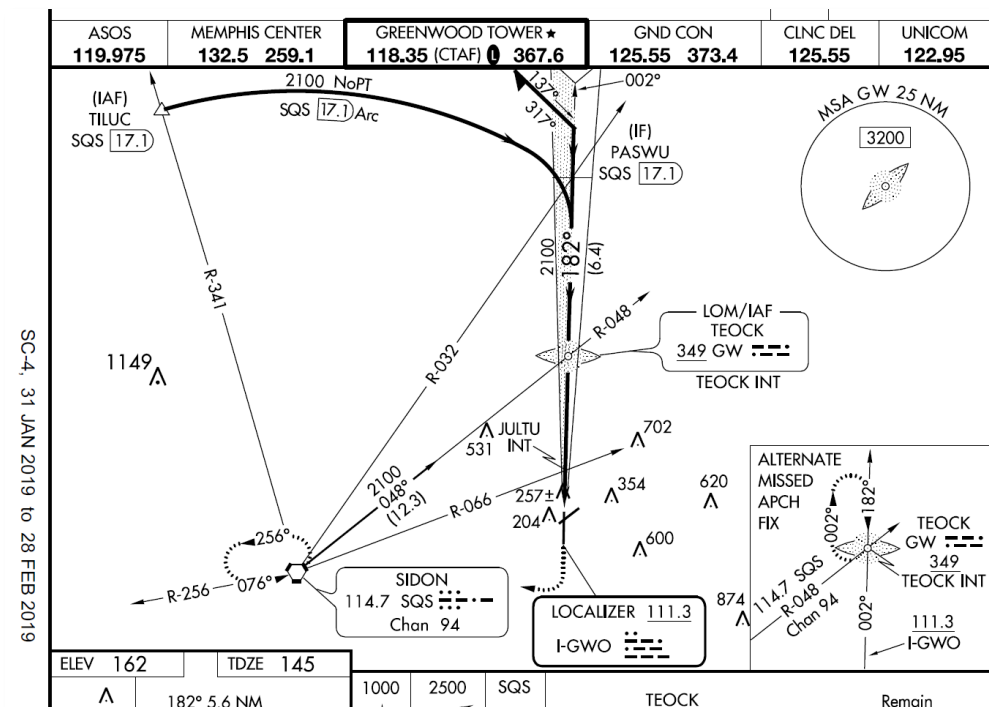 ASOS
119.975
MEMPHIS CENTER
132.5 259.1
GREENWOOD TOWER★
118.35 (CTAF) L 367.6
GND CON
125.55 373.4
CLNC DEL
125.55
UNICOM
122.95
2100 NoPT
SQS 17.1 Arc
(IAF)
TILUC
SQS 17.1
137°
317°
002°
(IF)
PASWU
SQS 17.1
MSA GW 25 NM
3200
2100
182°
(6.4)
R-341
R-032
R-048
LOM/IAF
TEOCK
349 GW
TEOCK INT
1149
531
JULTU
INT
702
2100
048°
(12.3)
R-066
257±
204
354
620
600
874
256°
R-256
076°
SIDON
114.7 SQS
Chan 94
LOCALIZER 111.3
I-GWO
ALTERNATE
MISSED
APCH
FIX
002°
182°
TEOCK
GW
349
TEOCK INT
114.7 SQS
R-048
Chan 94
002°
111.3
I-GWO
SC-4, 31 JAN 2019 to 28 FEB 2019
ELEV 162
TDZE 145
182° 5.6 NM
1000
2500
SQS
TEOCK
Remain